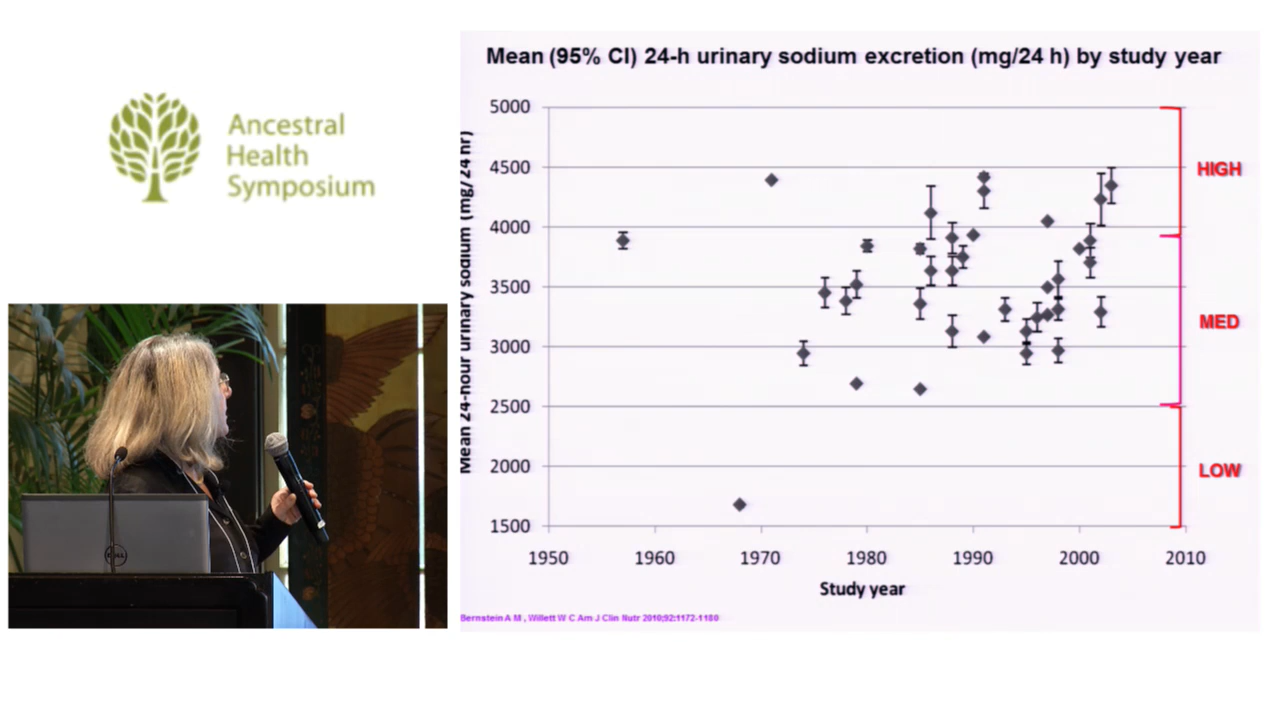 Ancestral
Health
Symposium
Mean (95% CI) 24-h urinary sodium excretion (mg/24 h) by study year
Mean 24-hour urinary sodium (mg/24 hr)
5000
4500
4000
3500
3000
2500
2000
1500
1950 1960 1970 1980 1990 2000 2010
Study year
HIGH
MED
LOW
Bernstein A M , Willett W C Am J Clin Nutr 2010;92:1172-1180
DELL